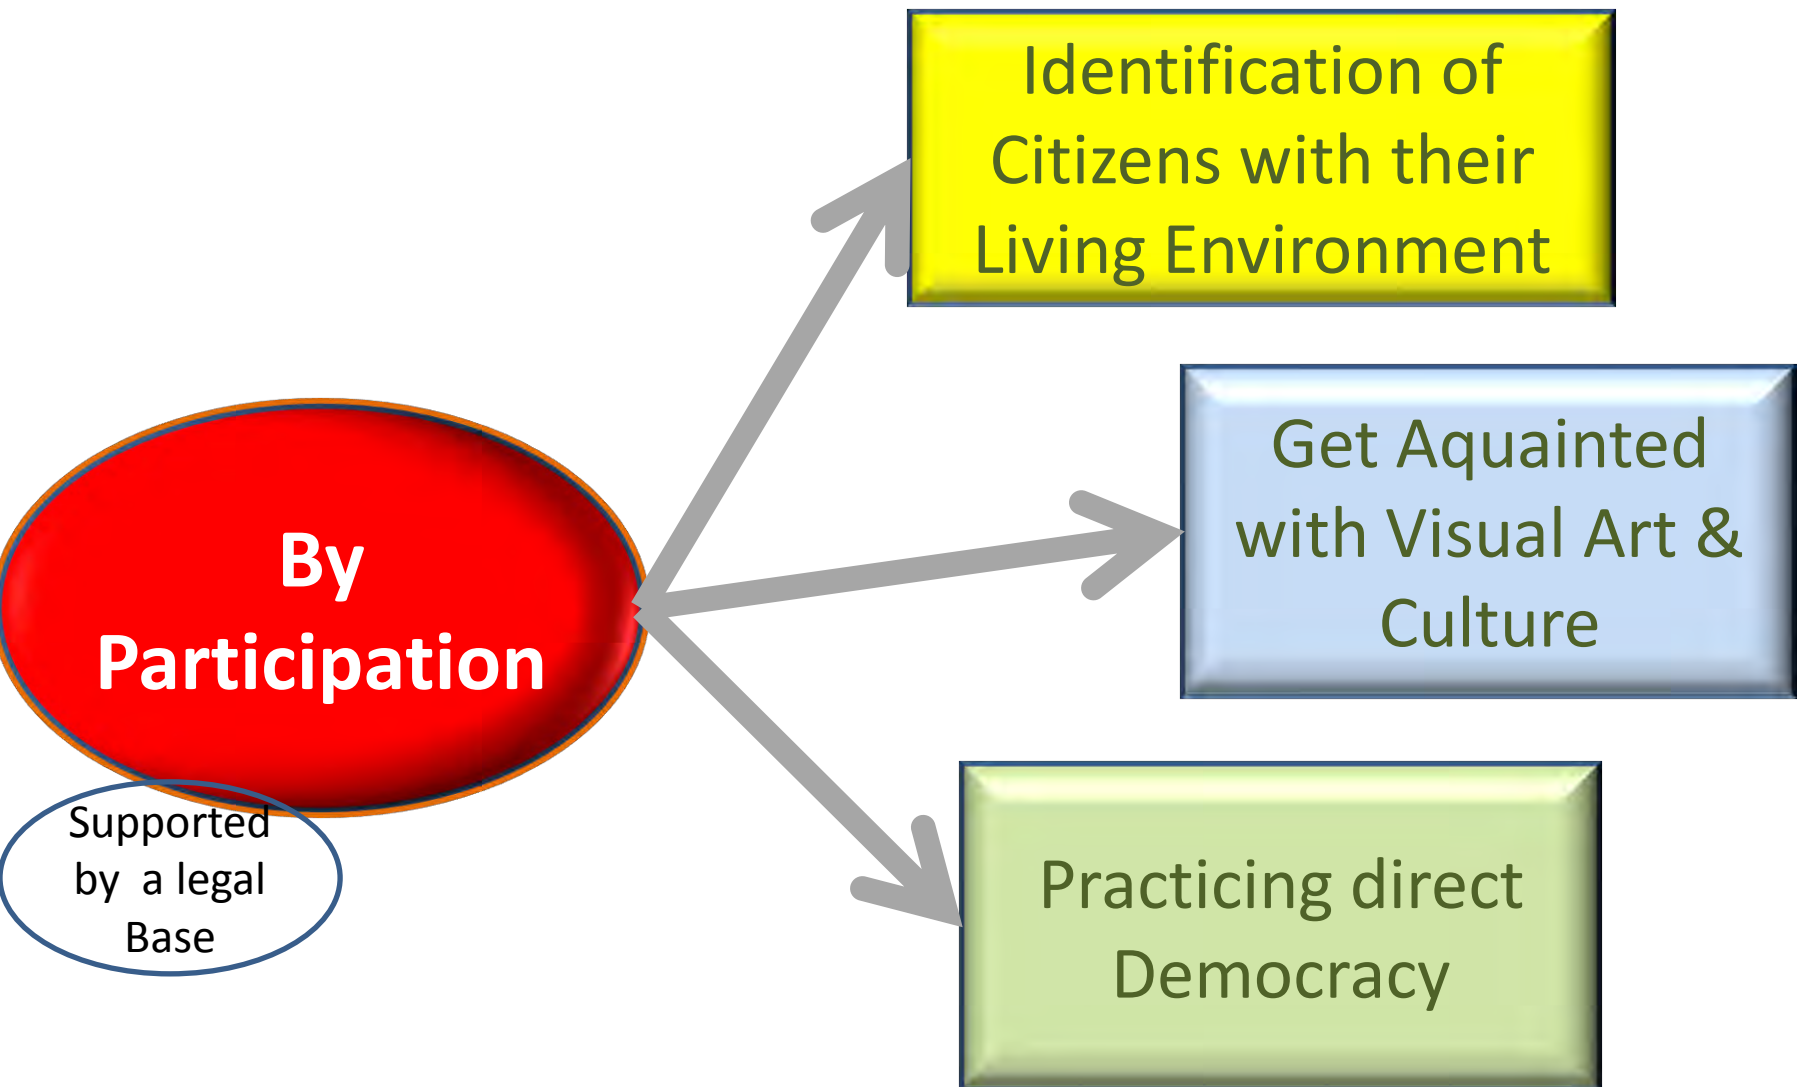 Identification of
Citizens with their
Living Environment
Get Aquainted
with Visual Art &
Culture
By
Participation
Supported
by a legal
Base
Practicing direct
Democracy